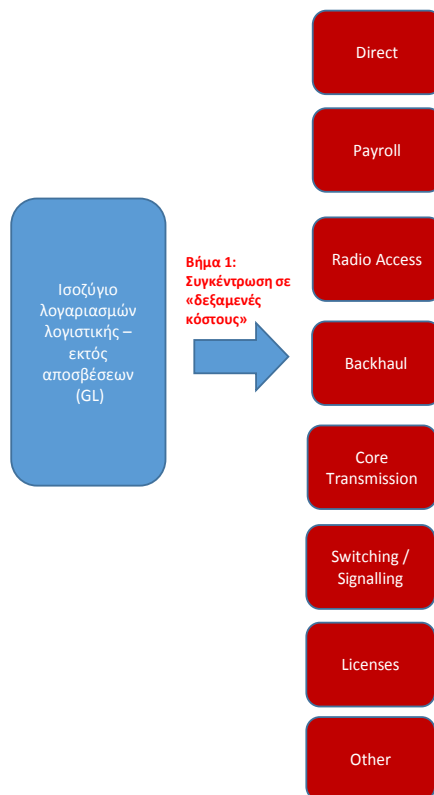 Direct
Payroll
Radio Access
Backhaul
Core
Transmission
Switching /
Signalling
Licenses
Other
Βήμα 1:
Συγκέντρωση σε
«δεξαμενές
κόστους»
Ισοζύγιο
λογαριασμών
λογιστικής –
εκτός
αποσβέσεων
(GL)